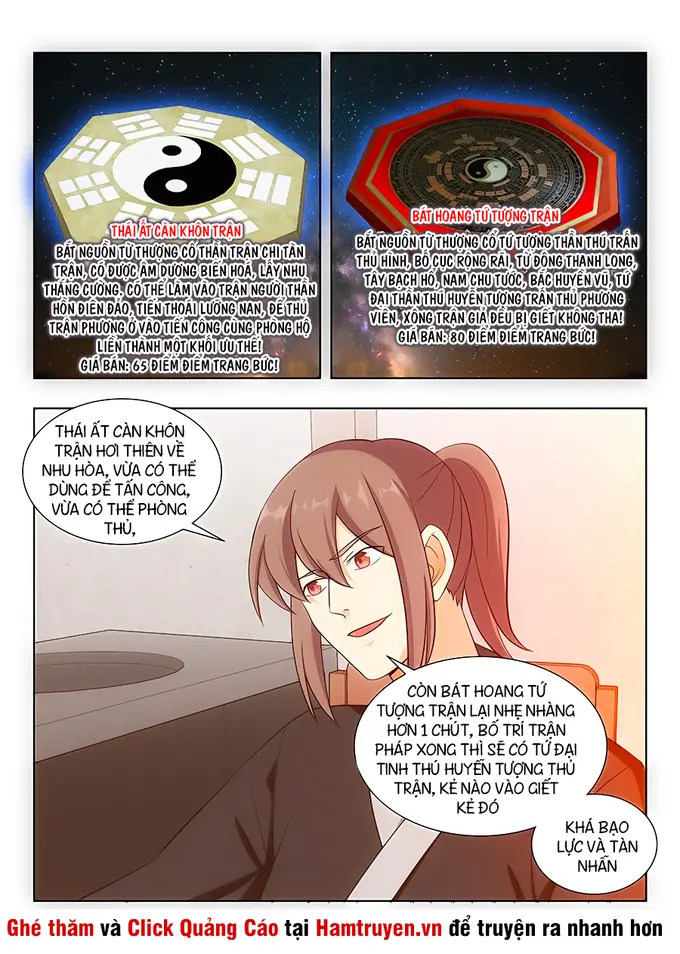 THÁI ẤT CÀN KHÔN TRẬN
BẮT NGUỒN TỪ THƯỢNG CỔ THẦN TRẬN CHI TÀN
TRẬN, CÓ ĐƯỢC ÂM DƯƠNG BIẾN HOÁ, LẤY NHU
THẮNG CƯƠNG. CÓ THỂ LÀM VÀO TRẬN NGƯỜI THẦN
HỒN ĐIÊN ĐẢO, TIẾN THOÁI LƯỠNG NAN, ĐỂ THỦ
TRẬN PHƯƠNG Ở VÀO TIẾN CÔNG CÙNG PHÒNG HỘ
LIÊN THÀNH MỘT KHỐI ƯU THẾ!
GIÁ BÁN: 65 ĐIỂM ĐIỂM TRANG BỨC!
BÁT HOANG TỨ TƯỢNG TRẬN
BẮT NGUỒN TỪ THƯỢNG CỔ TỨ TƯỢNG THẦN THÚ TRẤN
THỦ HÌNH, BỐ CỤC RỘNG RÃI, TỪ ĐÔNG THANH LONG,
TÂY BẠCH HỔ, NAM CHU TƯỚC, BẮC HUYỀN VŨ, TỨ
ĐẠI THẦN THÚ HUYỄN TƯỢNG TRẤN THỦ PHƯƠNG
VIÊN, XÔNG TRẬN GIẢ ĐỀU BỊ GIẾT KHÔNG THA!
GIÁ BÁN: 80 ĐIỂM ĐIỂM TRANG BỨC!
THÁI ẤT CÀN KHÔN
TRẬN HƠI THIÊN VỀ
NHU HÒA, VỪA CÓ THỂ
DÙNG ĐỂ TẤN CÔNG,
VỪA CÓ THỂ PHÒNG
THỦ,
CÒN BÁT HOANG TỨ
TƯỢNG TRẬN LẠI NHẸ NHÀNG
HƠN 1 CHÚT, BỐ TRÍ TRẬN
PHÁP XONG THÌ SẼ CÓ TỨ ĐẠI
TINH THÚ HUYỄN TƯỢNG THỦ
TRẬN, KẺ NÀO VÀO GIẾT
KẺ ĐÓ
KHÁ BẠO
LỰC VÀ TÀN
NHẪN
Ghé thăm và Click Quảng Cáo tại Hamtruyen.vn để truyện ra nhanh hơn